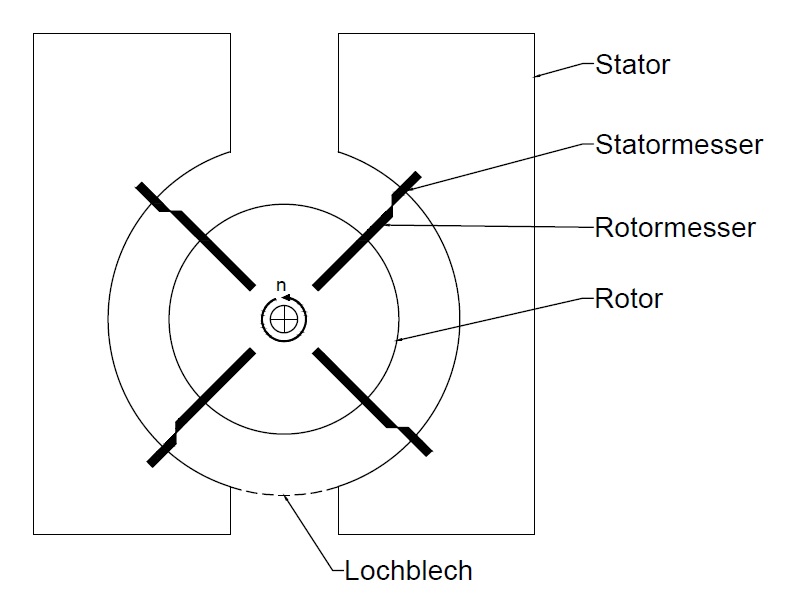 Stator
Statormesser
Rotormesser
n
Rotor
Lochblech